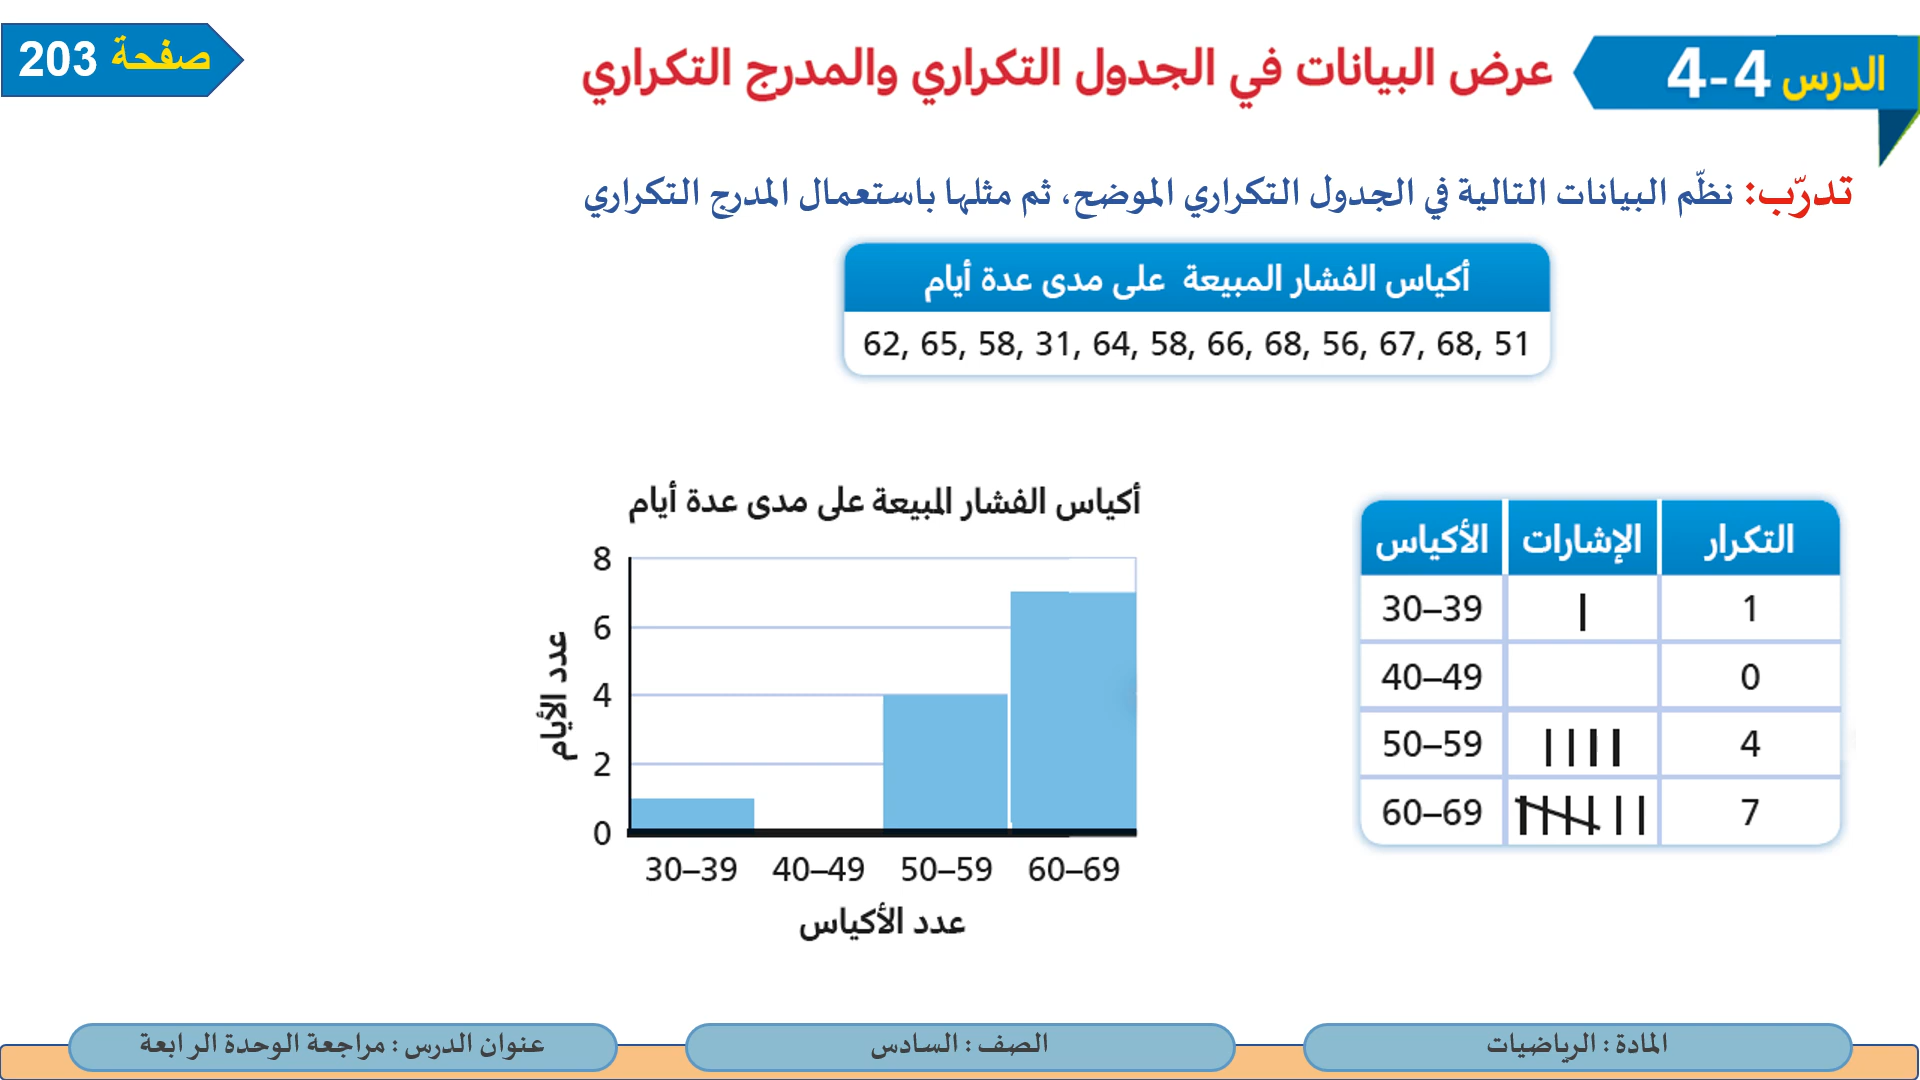 الدرس 4-4
عرض البيانات في الجدول التكراري والمدرج التكراري
صفحة 203
تدرّب: نظّم البيانات التالية في الجدول التكراري الموضح، ثم مثلها باستعمال المدرج التكراري
أكياس الفشار المبيعة على مدى عدة أيام
62, 65, 58, 31, 64, 58, 66, 68, 56, 67, 68, 51
التكرار الإشارات الأكياس
30–39 1
40–49 0
50–59 4
60–69 7
أكياس الفشار المبيعة على مدى عدة أيام
عدد الأيام
8
6
4
2
0
30–39 40–49 50–59 60–69
عدد الأكياس
المادة : الرياضيات
الصف : السادس
عنوان الدرس : مراجعة الوحدة الرابعة